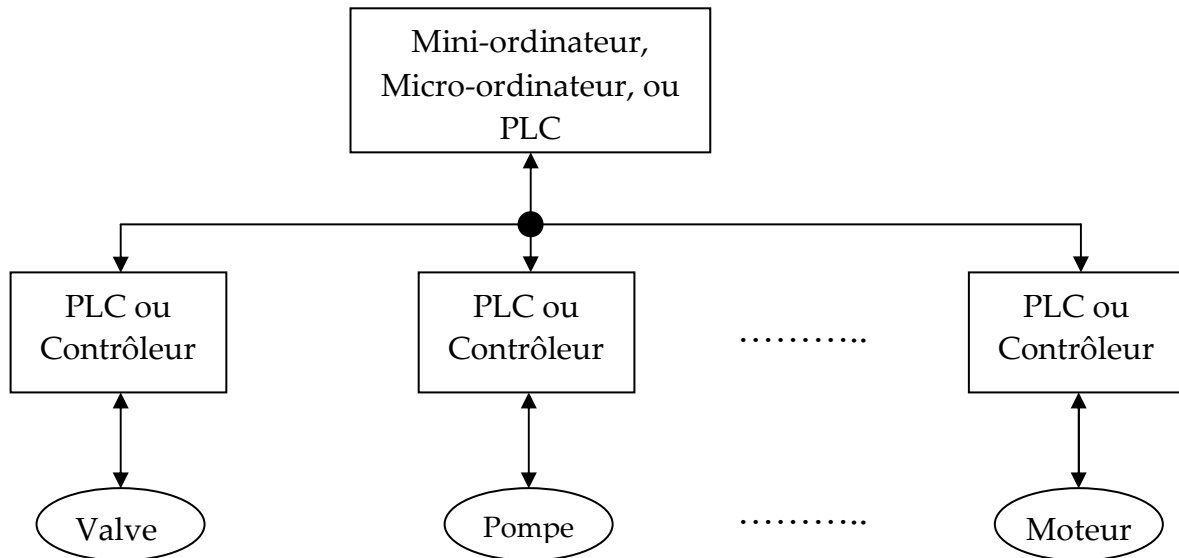 Mini-ordinateur,
Micro-ordinateur, ou
PLC
PLC ou
Contrôleur
PLC ou
Contrôleur
………..
PLC ou
Contrôleur
Valve
Pompe
………..
Moteur